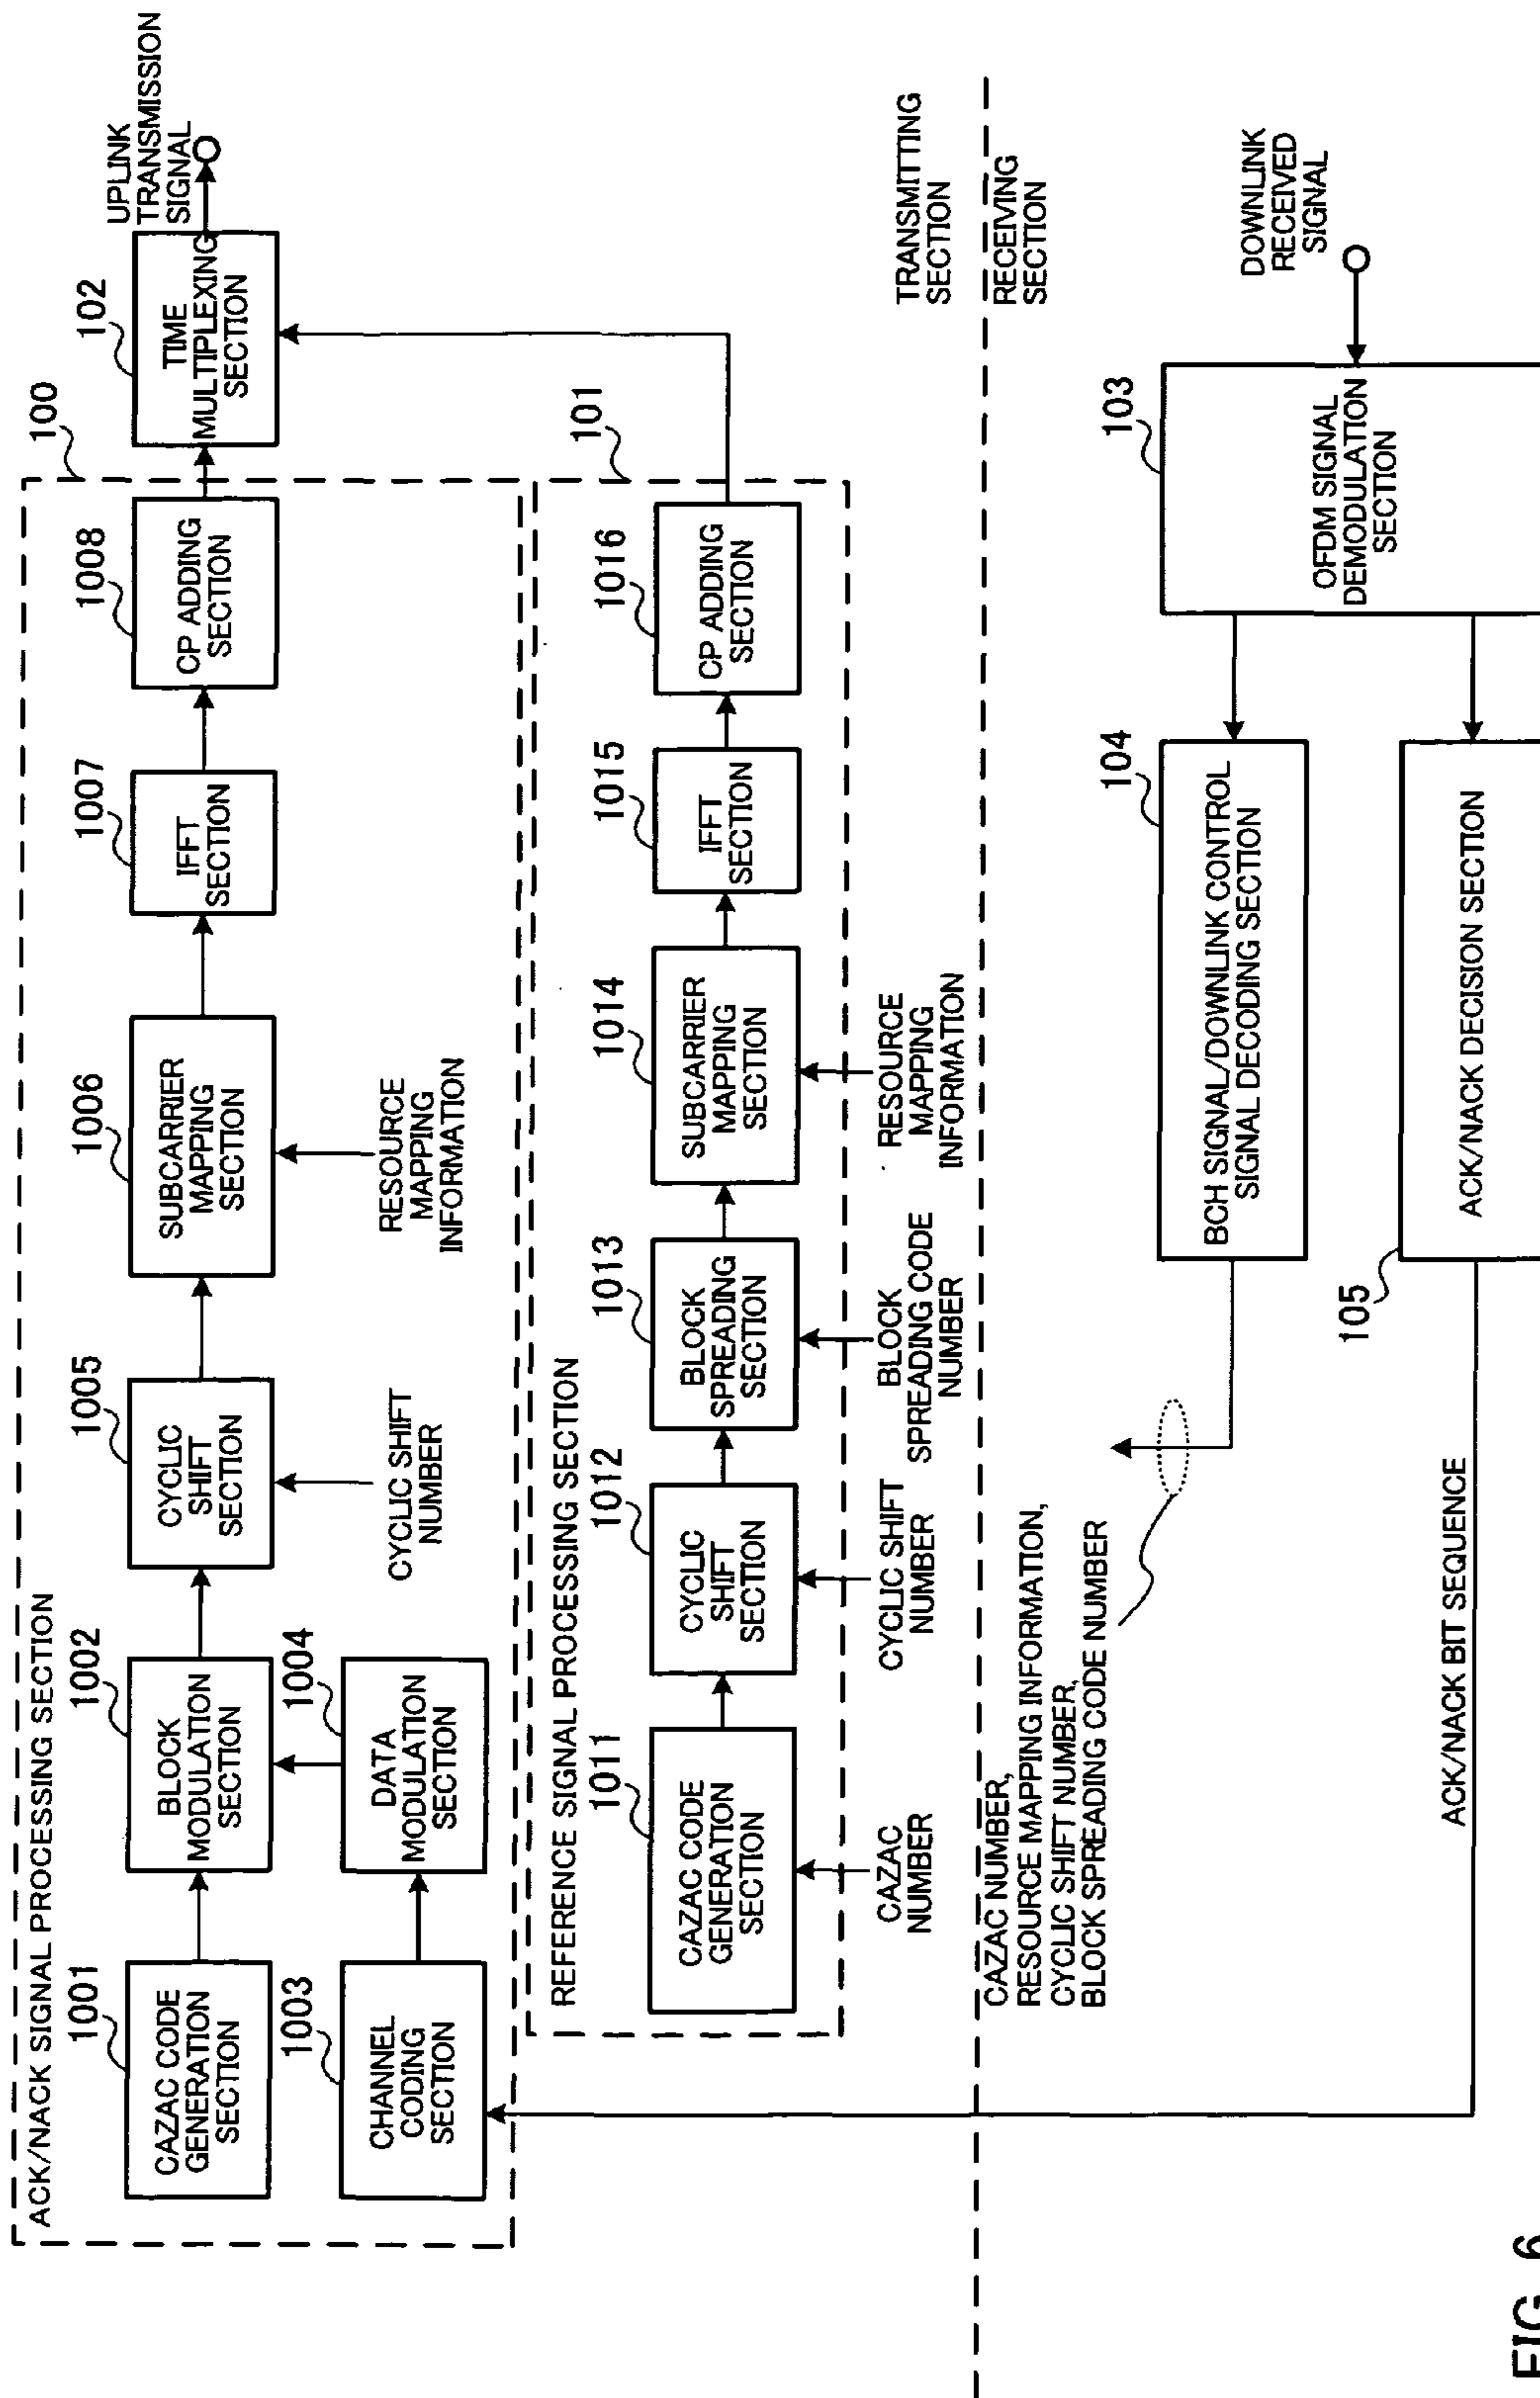 ACK/NACK SIGNAL PROCESSING SECTION
100
1001
CAZAC CODE
GENERATION
SECTION
1002
BLOCK
MODULATION
SECTION
1003
CHANNEL
CODING
SECTION
1004
DATA
MODULATION
SECTION
1005
CYCLIC
SHIFT
SECTION
CYCLIC SHIFT
NUMBER
1006
SUBCARRIER
MAPPING
SECTION
RESOURCE
MAPPING
INFORMATION
1007
IFFT
SECTION
1008
CP ADDING
SECTION
102
TIME
MULTIPLEXING
SECTION
UPLINK
TRANSMISSION
SIGNAL
REFERENCE SIGNAL PROCESSING SECTION
101
1011
CAZAC CODE
GENERATION
SECTION
CAZAC
NUMBER
1012
CYCLIC
SHIFT
SECTION
CYCLIC SHIFT
NUMBER
1013
BLOCK
SPREADING
SECTION
BLOCK
SPREADING CODE
NUMBER
1014
SUBCARRIER
MAPPING
SECTION
RESOURCE
MAPPING
INFORMATION
1015
IFFT
SECTION
1016
CP ADDING
SECTION
TRANSMITTING
SECTION
RECEIVING
SECTION
CAZAC NUMBER,
RESOURCE MAPPING INFORMATION,
CYCLIC SHIFT NUMBER,
BLOCK SPREADING CODE NUMBER
104
BCH SIGNAL/DOWNLINK CONTROL
SIGNAL DECODING SECTION
103
OFDM SIGNAL
DEMODULATION
SECTION
DOWNLINK
RECEIVED
SIGNAL
105
ACK/NACK DECISION SECTION
ACK/NACK BIT SEQUENCE
FIG. 6